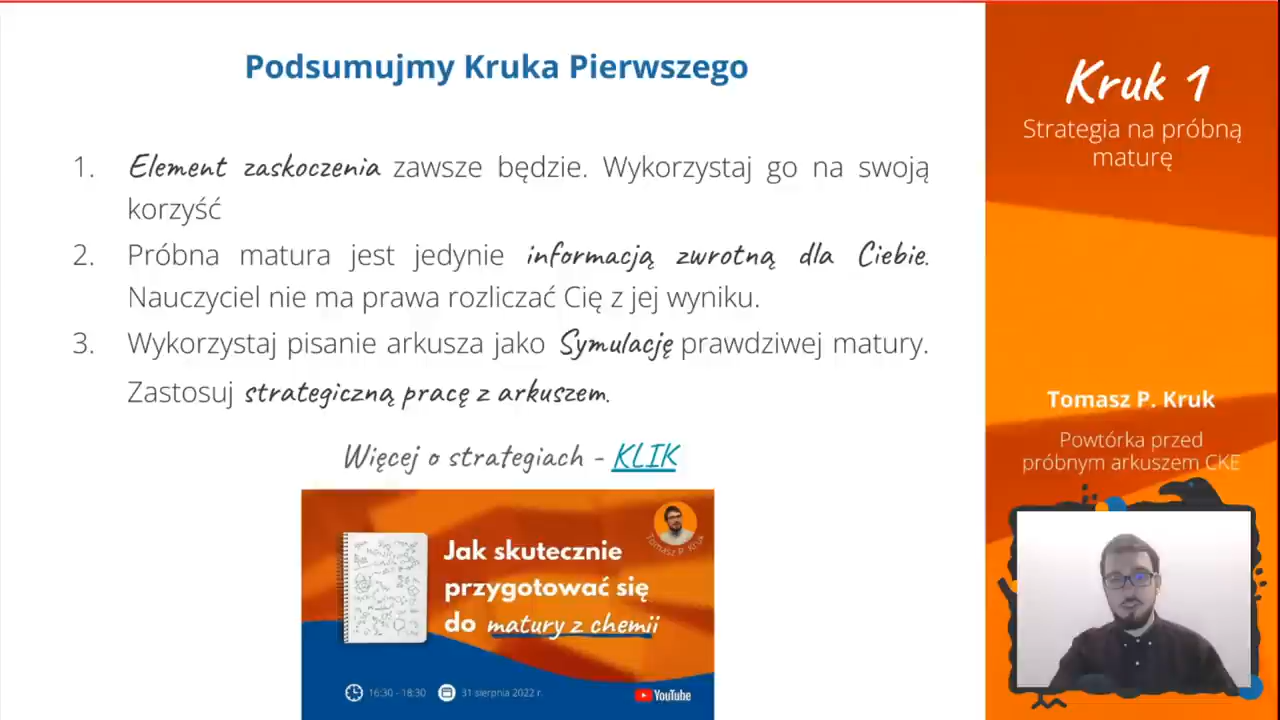 Podsumujmy Kruka Pierwszego
1. Element zaskoczenia zawsze będzie. Wykorzystaj go na swoją
korzyść
2. Próbna matura jest jedynie informacją zwrotną dla Ciebie.
Nauczyciel nie ma prawa rozliczać Cię z jej wyniku.
3. Wykorzystaj pisanie arkusza jako Symulację prawdziwej matury.
Zastosuj strategiczną pracę z arkuszem.
Więcej o strategiach - KLIK
Jak skutecznie
przygotować się
do matury z chemii
Tomasz P. Kruk
16:30 - 18:30 31 sierpnia 2022 r.
YouTube
Kruk 1
Strategia na próbną
maturę
Tomasz P. Kruk
Powtórka przed
próbnym arkuszem CKE